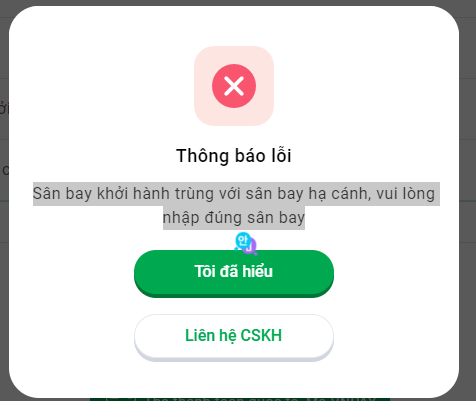 Thông báo lỗi
Sân bay khởi hành trùng với sân bay hạ cánh, vui lòng
nhập đúng sân bay
Tôi đã hiểu
Liên hệ CSKH